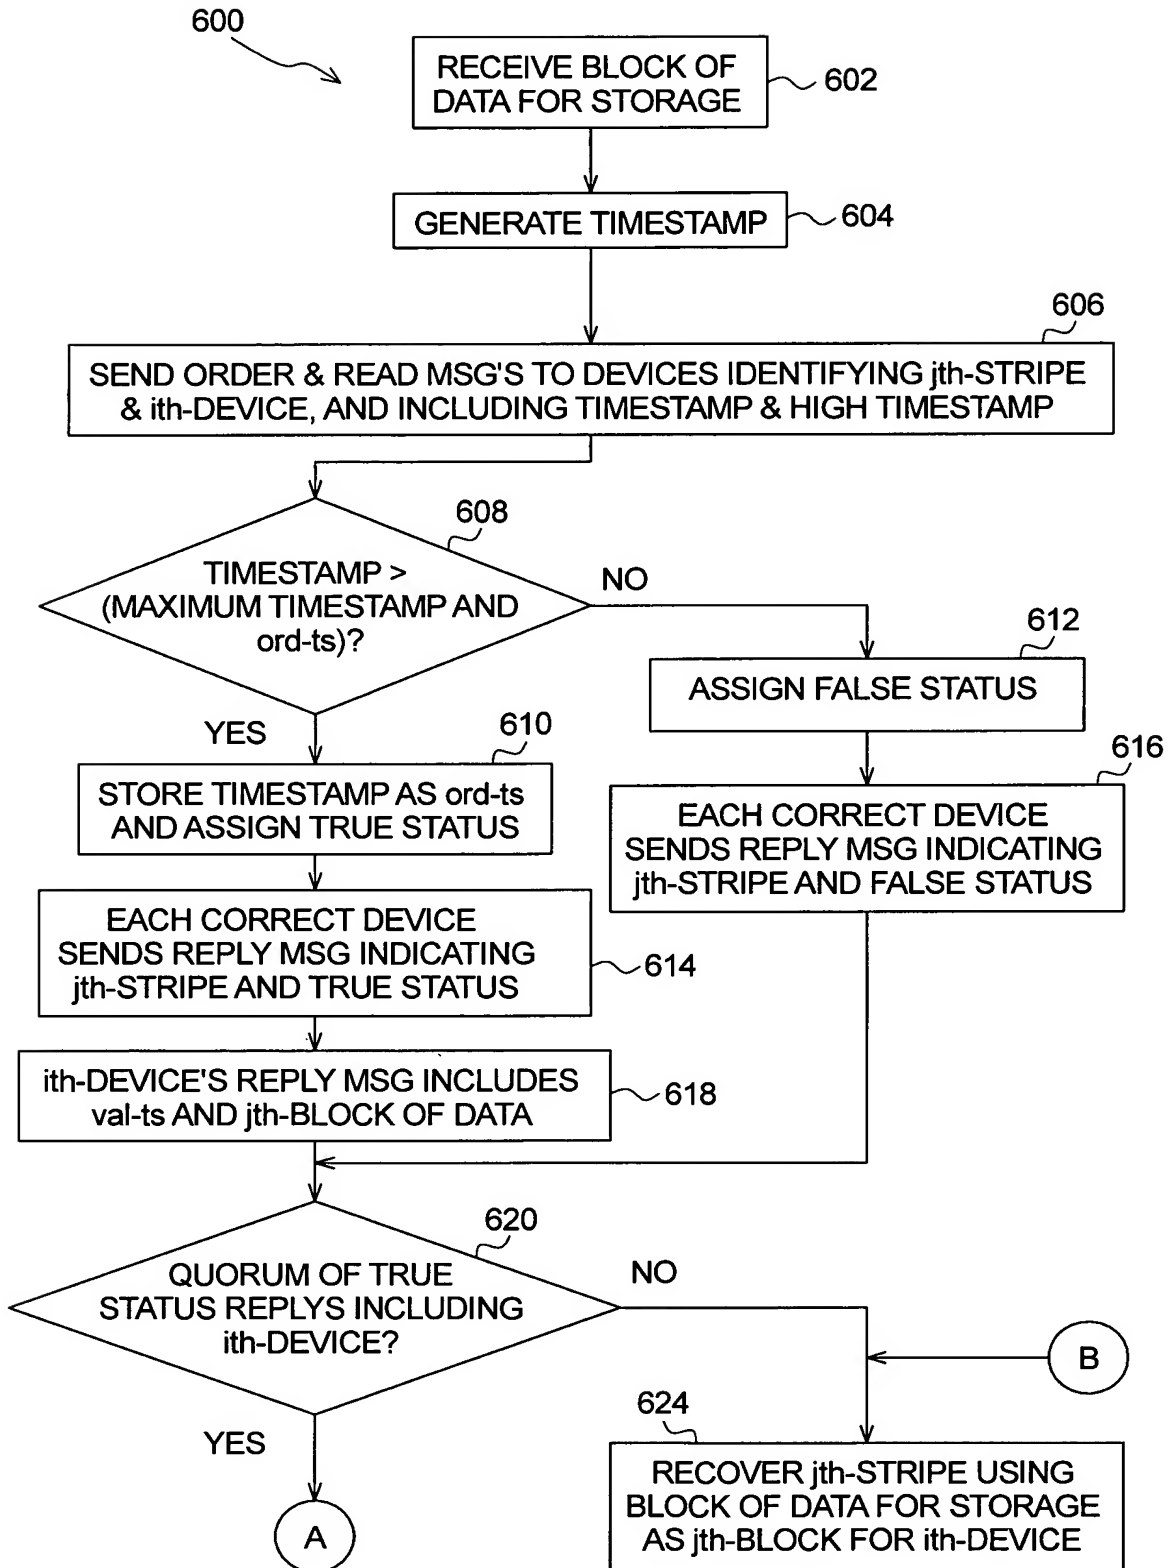 600
RECEIVE BLOCK OF
DATA FOR STORAGE
602
GENERATE TIMESTAMP
604
606
SEND ORDER & READ MSG'S TO DEVICES IDENTIFYING jth-STRIPE
& ith-DEVICE, AND INCLUDING TIMESTAMP & HIGH TIMESTAMP
608
TIMESTAMP >
(MAXIMUM TIMESTAMP AND
ord-ts)?
NO
612
ASSIGN FALSE STATUS
YES
610
STORE TIMESTAMP AS ord-ts
AND ASSIGN TRUE STATUS
616
EACH CORRECT DEVICE
SENDS REPLY MSG INDICATING
jth-STRIPE AND FALSE STATUS
EACH CORRECT DEVICE
SENDS REPLY MSG INDICATING
jth-STRIPE AND TRUE STATUS
614
ith-DEVICE'S REPLY MSG INCLUDES
val-ts AND jth-BLOCK OF DATA
618
620
QUORUM OF TRUE
STATUS REPLYS INCLUDING
ith-DEVICE?
NO
B
YES
A
624
RECOVER jth-STRIPE USING
BLOCK OF DATA FOR STORAGE
AS jth-BLOCK FOR ith-DEVICE